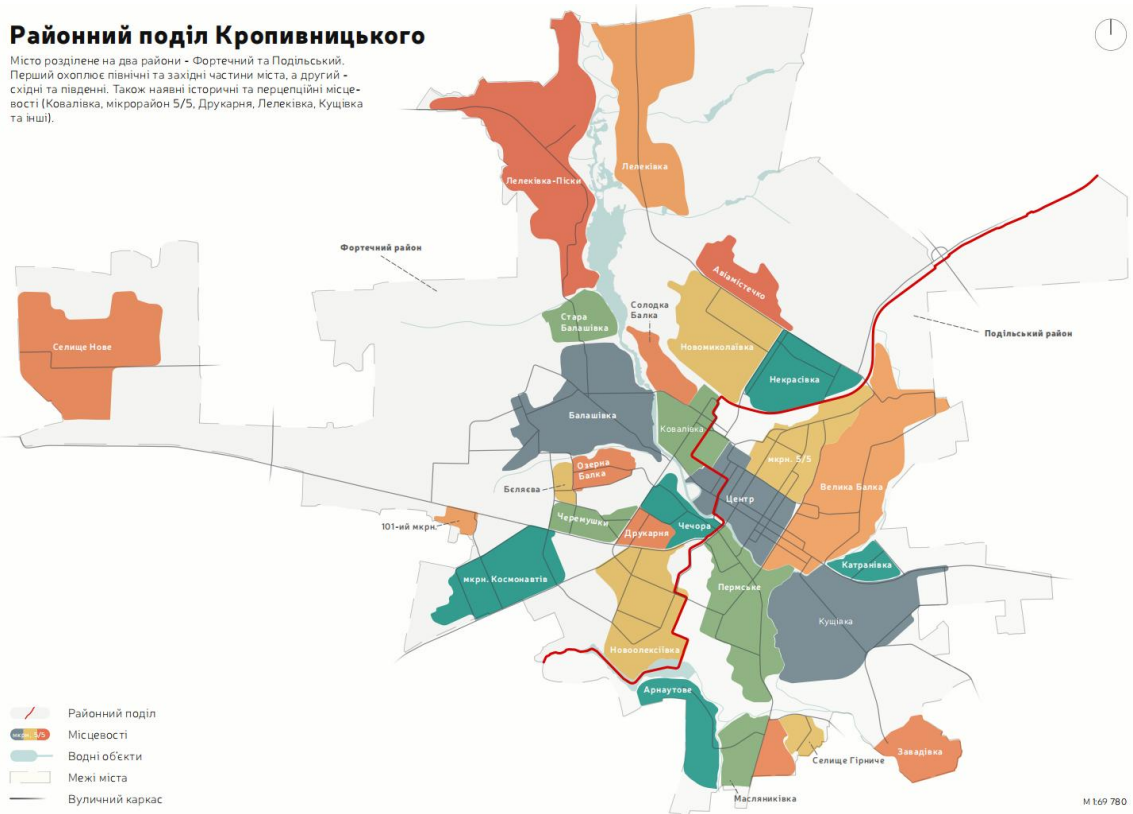 Районний поділ Кропивницького
Місто розділене на два райони - Фортечний та Подільський.
Перший охоплює північні та західні частини міста, а другий -
східні та південні. Також наявні історичні та перцепційні місце-
вості (Ковалівка, мікрорайон 5/5, Друкарня, Лелеківка, Кущівка
та інші).
Лелеківка
Лелеківка-Піски
Фортечний район
Авіамістечко
Солодка
Балка
Стара
Балашівка
Подільський район
Селище Нове
Новомиколаївка
Некрасівка
Балашівка
Ковалівка
мкрн. 5/5
Озерна
Балка
Бєляєва
Велика Балка
Центр
Черемушки
101-ий мкрн.
Друкарня
Чечора
Катранівка
мкрн. Космонавтів
Пермське
Кущівка
Новоолексіївка
Арнаутове
Завадівка
Селище Гірниче
Масляниківка
Районний поділ
мкрн. 5/5
Місцевості
Водні об'єкти
Межі міста
Вуличний каркас
М 1:69 780